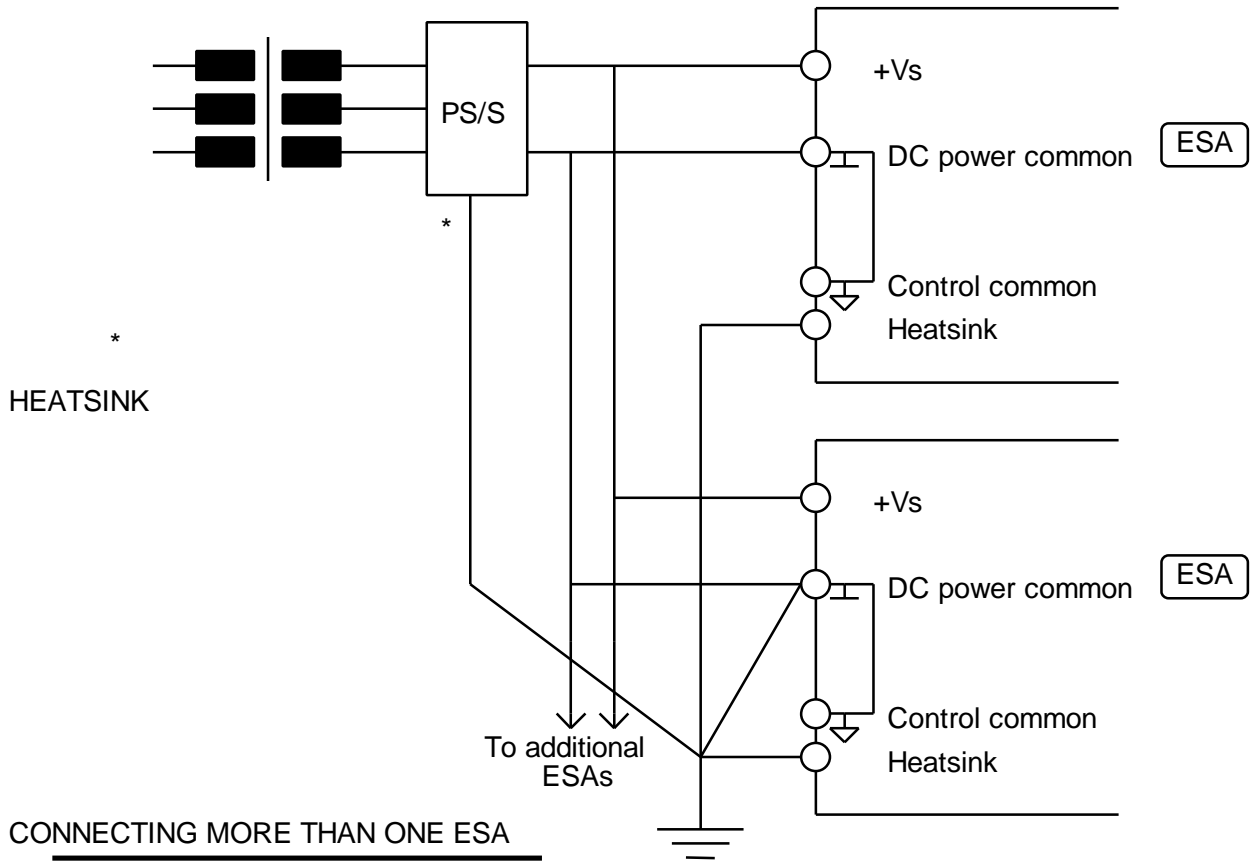 +Vs
PS/S
DC power common
ESA
*
Control common
*
Heatsink
HEATSINK
+Vs
DC power common
ESA
Control common
To additional
ESAs
Heatsink
CONNECTING MORE THAN ONE ESA